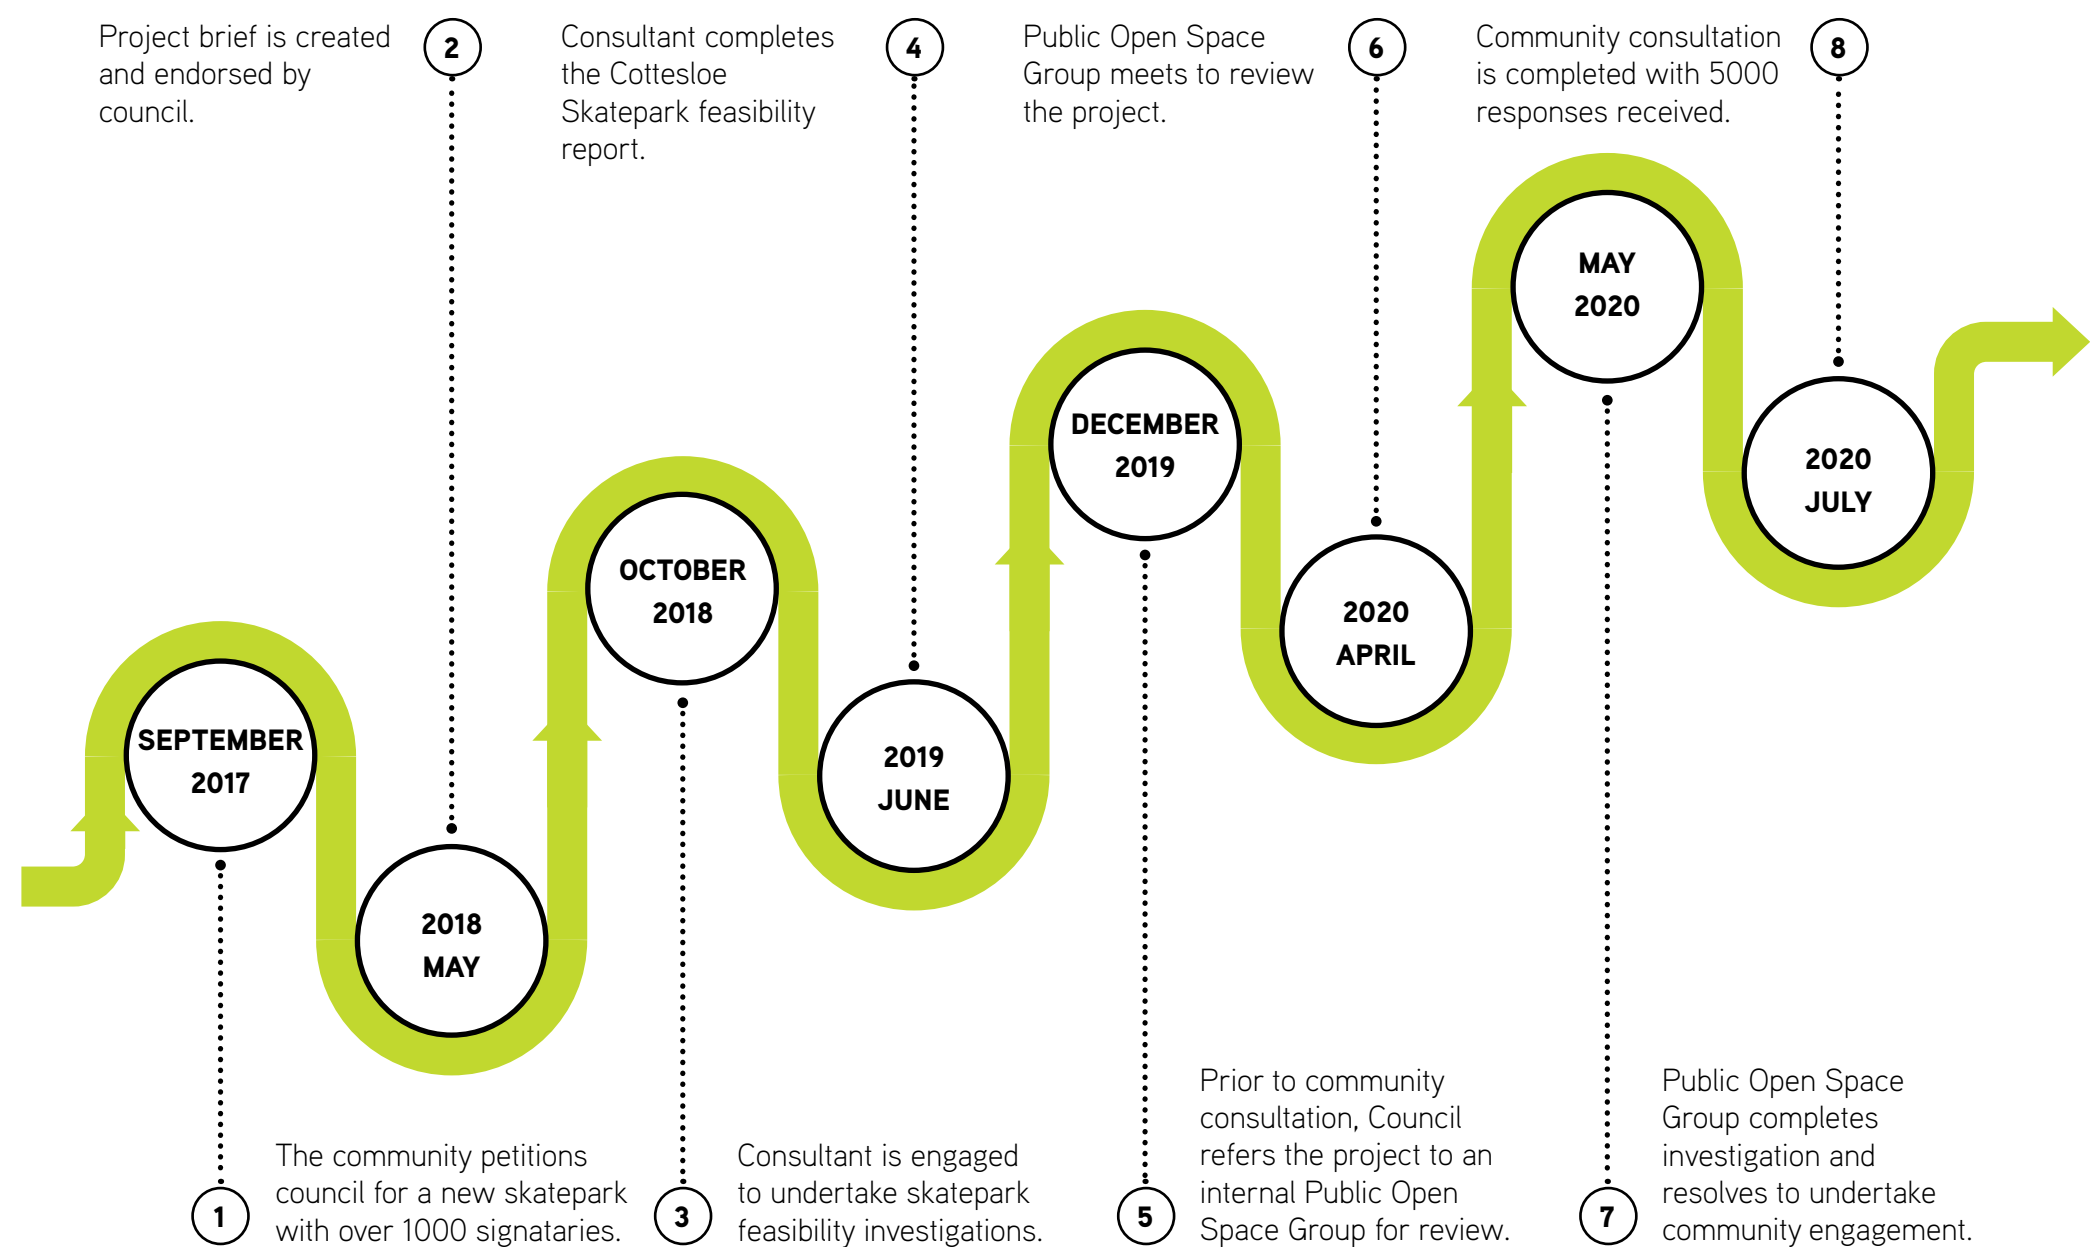 Project brief is created
and endorsed by
council.
2
Consultant completes
the Cottesloe
Skatepark feasibility
report.
4
Public Open Space
Group meets to review
the project.
6
Community consultation
is completed with 5000
responses received.
8
SEPTEMBER
2017
2018
MAY
OCTOBER
2018
2019
JUNE
DECEMBER
2019
2020
APRIL
MAY
2020
2020
JULY
1
The community petitions
council for a new skatepark
with over 1000 signataries.
3
Consultant is engaged
to undertake skatepark
feasibility investigations.
5
Prior to community
consultation, Council
refers the project to an
internal Public Open
Space Group for review.
7
Public Open Space
Group completes
investigation and
resolves to undertake
community engagement.